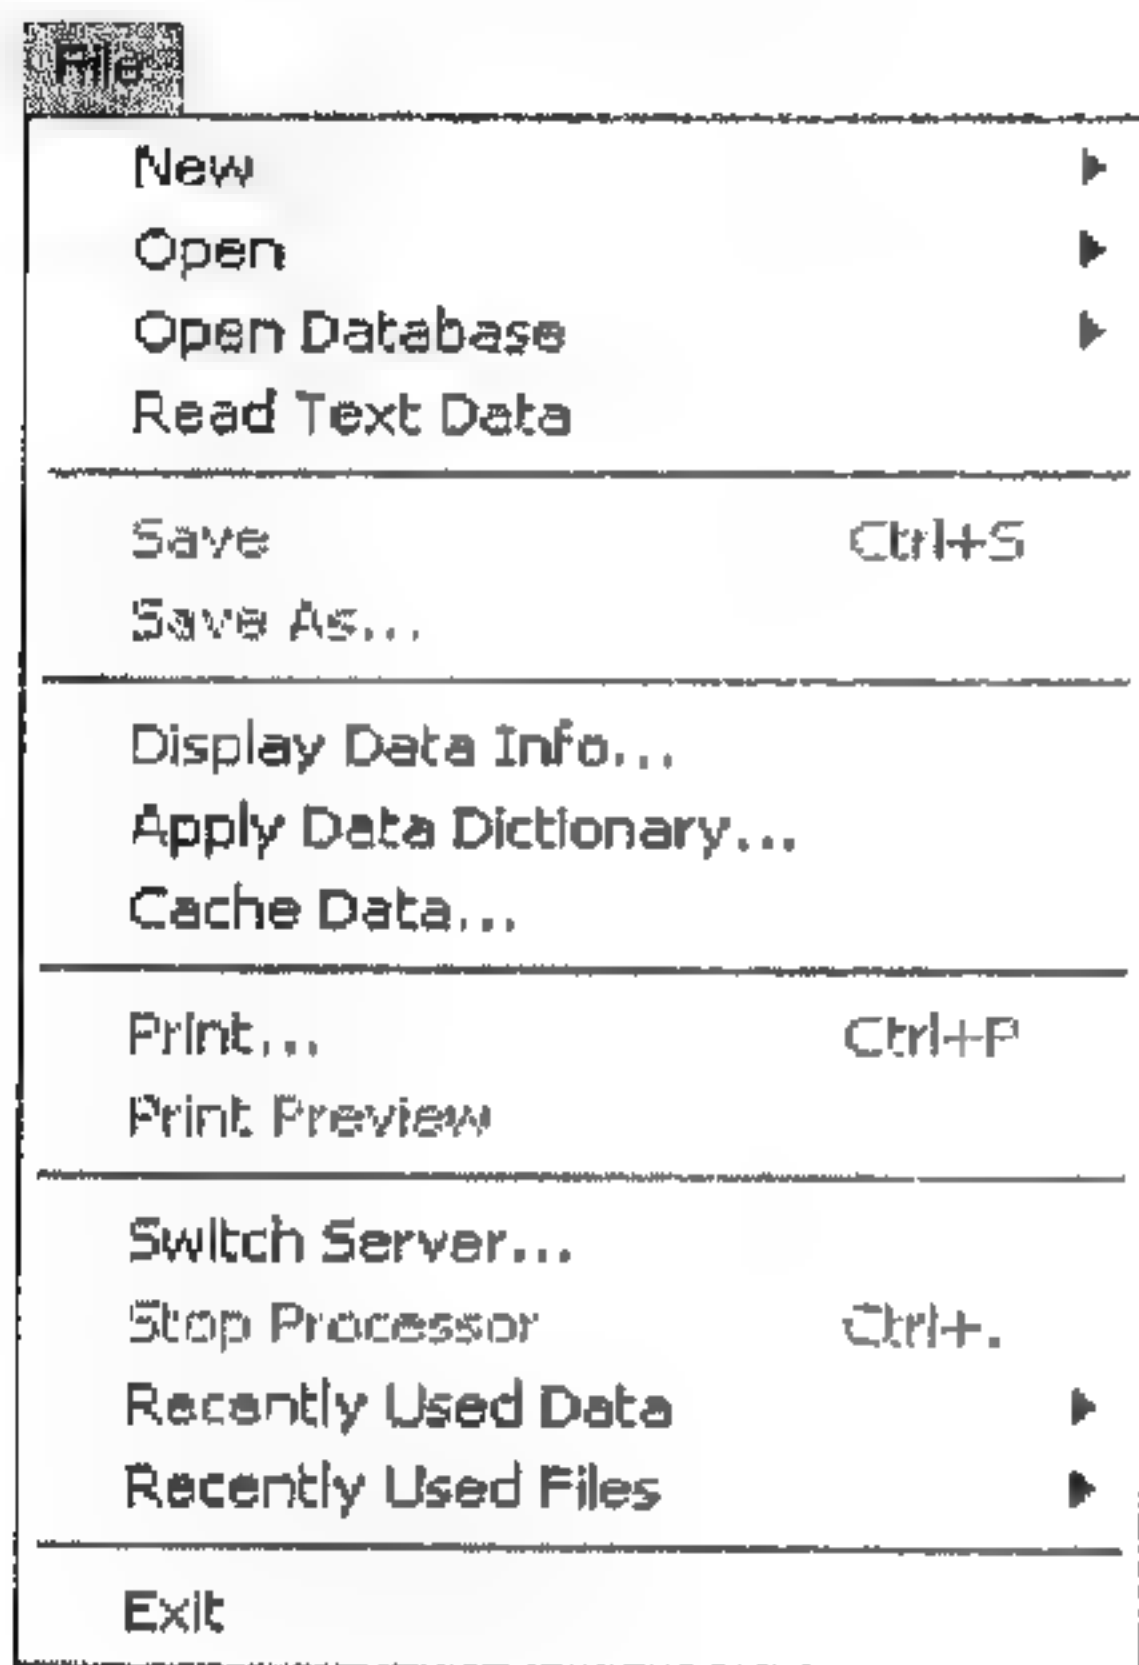 File
New
Open
Open Database
Read Text Data
Save Ctrl+S
Save As...
Display Data Info...
Apply Data Dictionary...
Cache Data...
Print... Ctrl+P
Print Preview
Switch Server...
Stop Processor Ctrl+.
Recently Used Data
Recently Used Files
Exit